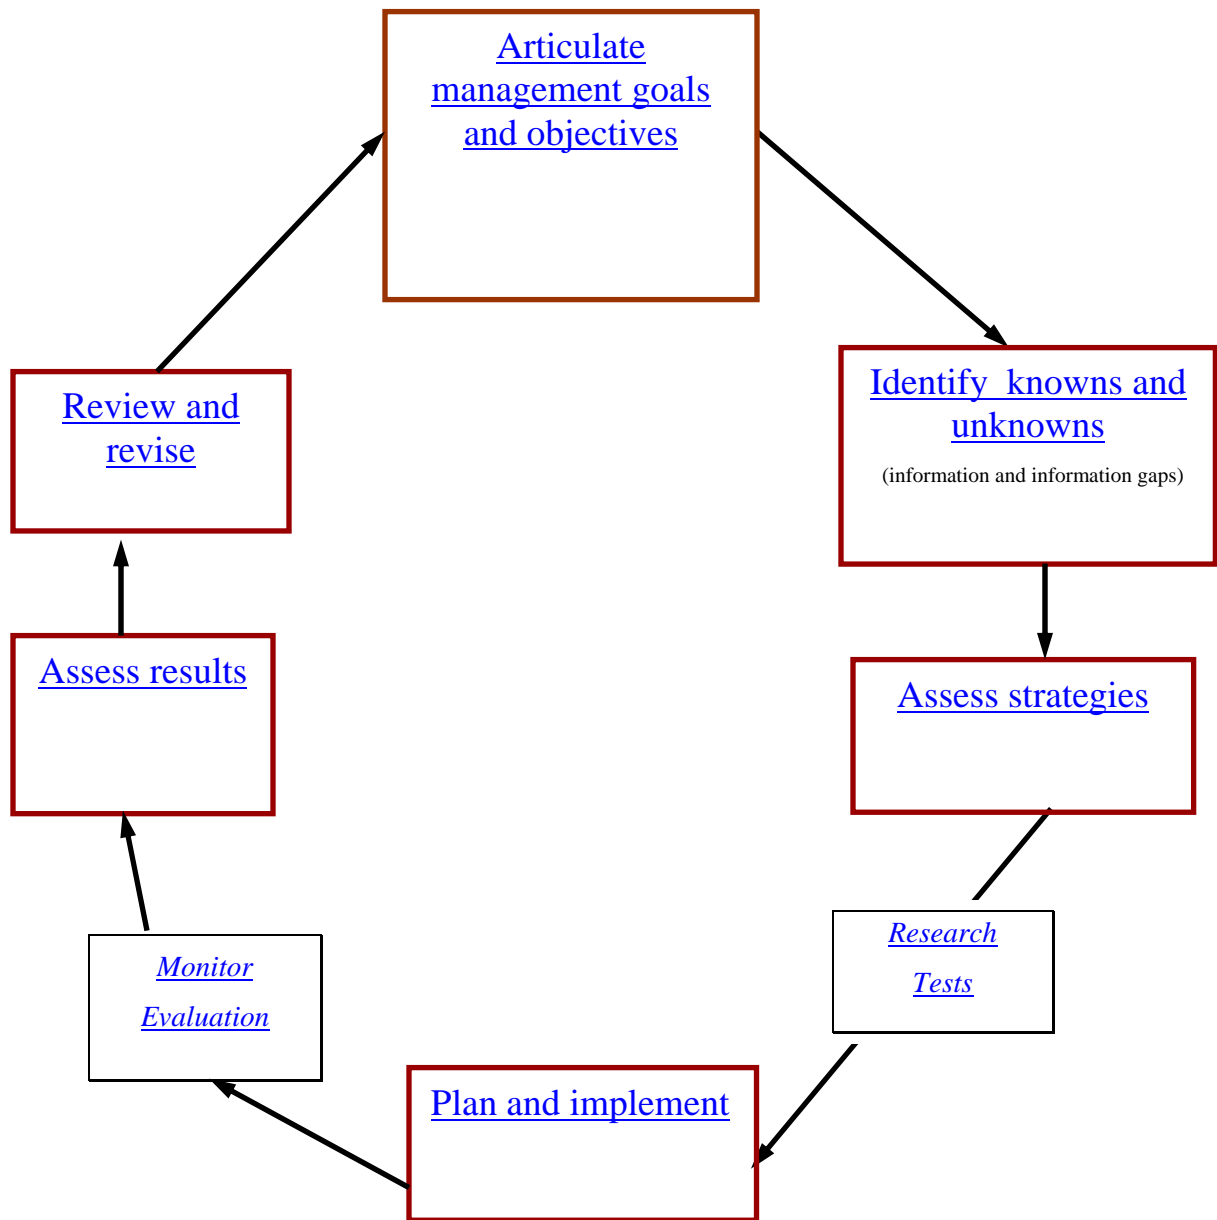 Articulate
management goals
and objectives
Identify  knowns and
unknowns
(information and information gaps)
Review and
revise
Assess results
Assess strategies
Research
Tests
Monitor
Evaluation
Plan and implement